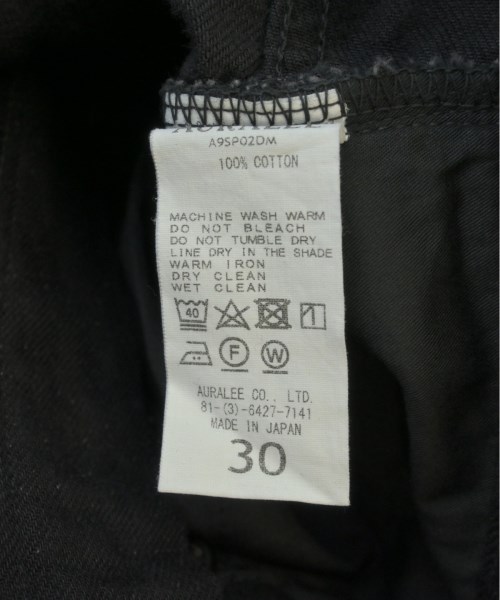 AURALEE
A9SP02DM
100% COTTON
MACHINE WASH WARM
DO NOT BLEACH
DO NOT TUMBLE DRY
LINE DRY IN THE SHADE
WARM IRON
DRY CLEAN
WET CLEAN
40
F
W
AURALEE CO., LTD.
81-(3)-6427-7141
MADE IN JAPAN
30